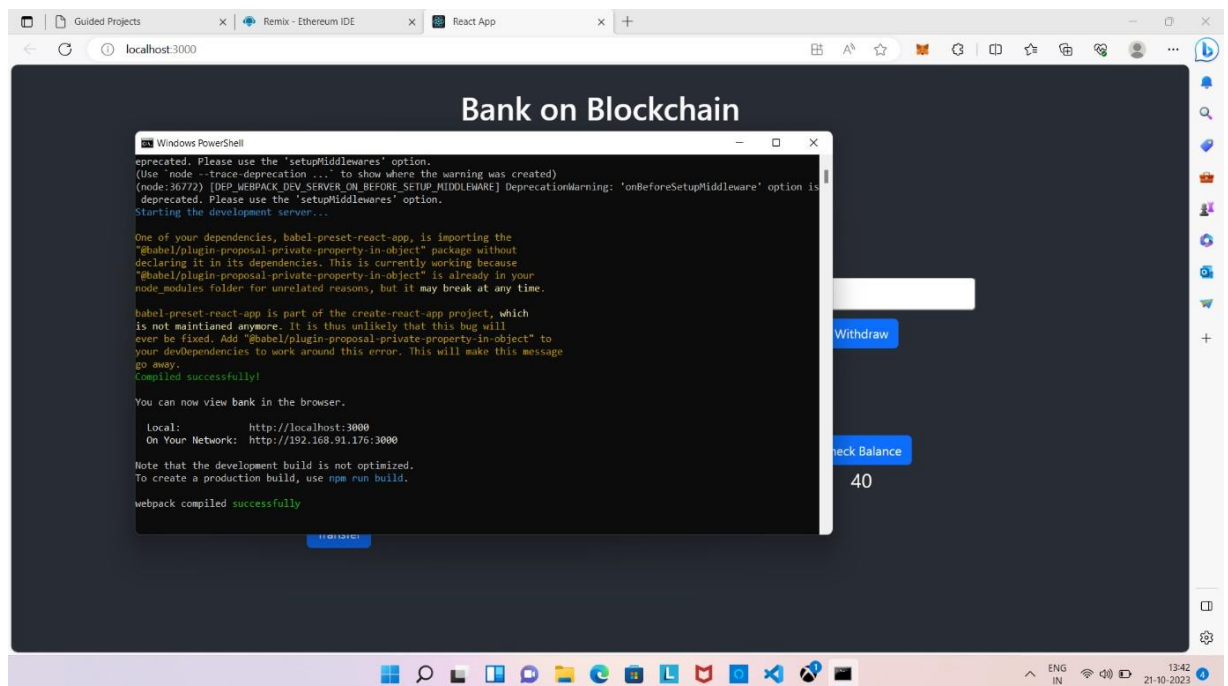 Guided Projects
Remix - Ethereum IDE
React App
localhost:3000
Bank on Blockchain
Windows PowerShell
eprecated. Please use the 'setupMiddlewares' option.
(Use `node --trace-deprecation ...` to show where the warning was created)
(node:36772) [DEP_WEBPACK_DEV_SERVER_ON_BEFORE_SETUP_MIDDLEWARE] DeprecationWarning: 'onBeforeSetupMiddleware' option is
deprecated. Please use the 'setupMiddlewares' option.
Starting the development server...
One of your dependencies, babel-preset-react-app, is importing the
"@babel/plugin-proposal-private-property-in-object" package without
declaring it in its dependencies. This is currently working because
"@babel/plugin-proposal-private-property-in-object" is already in your
node_modules folder for unrelated reasons, but it may break at any time.
babel-preset-react-app is part of the create-react-app project, which
is not maintianed anymore. It is thus unlikely that this bug will
ever be fixed. Add "@babel/plugin-proposal-private-property-in-object" to
your devDependencies to work around this error. This will make this message
go away.
Compiled successfully!
You can now view bank in the browser.
Local: http://localhost:3000
On Your Network: http://192.168.91.176:3000
Note that the development build is not optimized.
To create a production build, use npm run build.
webpack compiled successfully
Withdraw
heck Balance
40
Transfer
ENG
IN
13:42
21-10-2023
4